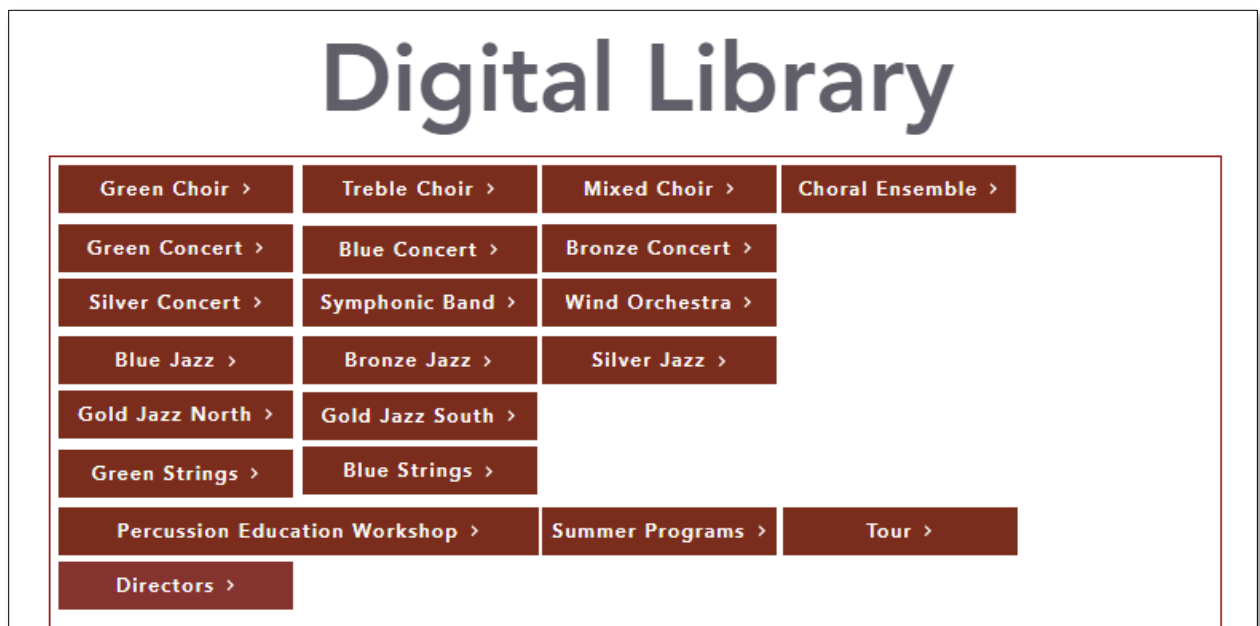 Digital Library
Green Choir > Treble Choir > Mixed Choir > Choral Ensemble >
Green Concert > Blue Concert > Bronze Concert >
Silver Concert > Symphonic Band > Wind Orchestra >
Blue Jazz > Bronze Jazz > Silver Jazz >
Gold Jazz North > Gold Jazz South >
Green Strings > Blue Strings >
Percussion Education Workshop > Summer Programs > Tour >
Directors >